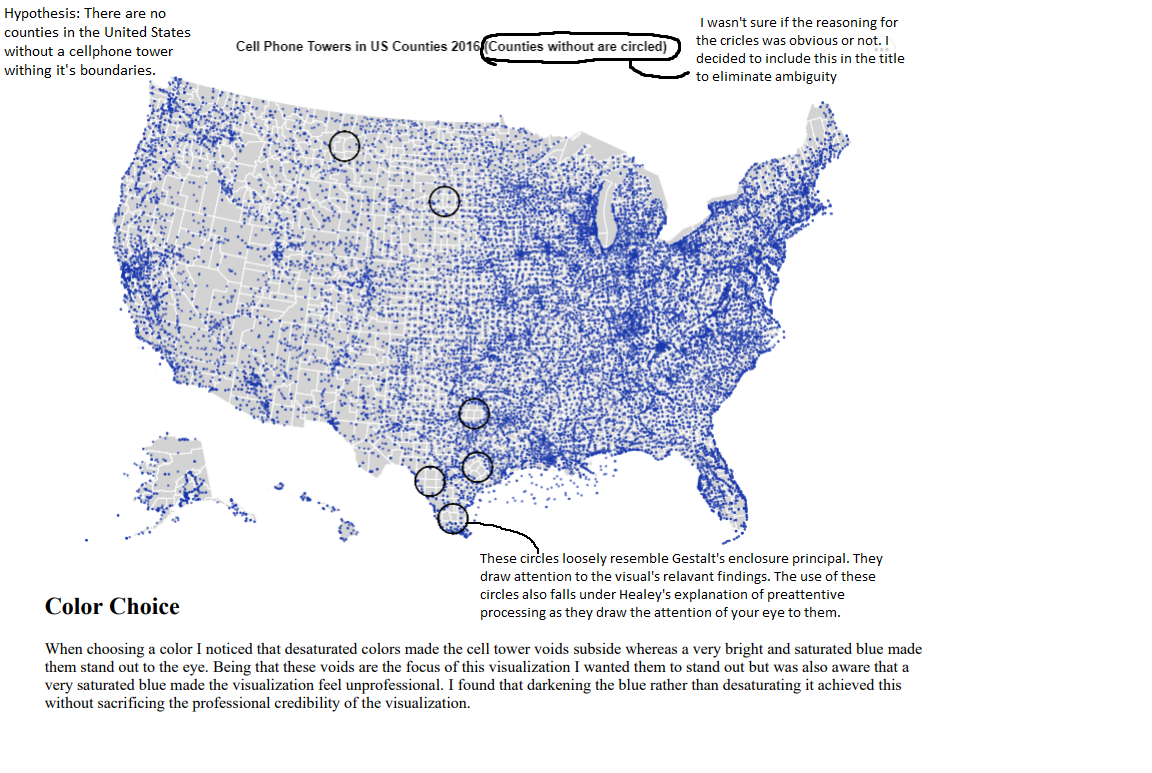 Hypothesis: There are no
counties in the United States
without a cellphone tower
withing it's boundaries.
Cell Phone Towers in US Counties 2016 (Counties without are circled)
I wasn't sure if the reasoning for
the cricles was obvious or not. I
decided to include this in the title
to eliminate ambiguity
These circles loosely resemble Gestalt's enclosure principal. They
draw attention to the visual's relavant findings. The use of these
circles also falls under Healey's explanation of preattentive
processing as they draw the attention of your eye to them.
Color Choice
When choosing a color I noticed that desaturated colors made the cell tower voids subside whereas a very bright and saturated blue made
them stand out to the eye. Being that these voids are the focus of this visualization I wanted them to stand out but was also aware that a
very saturated blue made the visualization feel unprofessional. I found that darkening the blue rather than desaturating it achieved this
without sacrificing the professional credibility of the visualization.